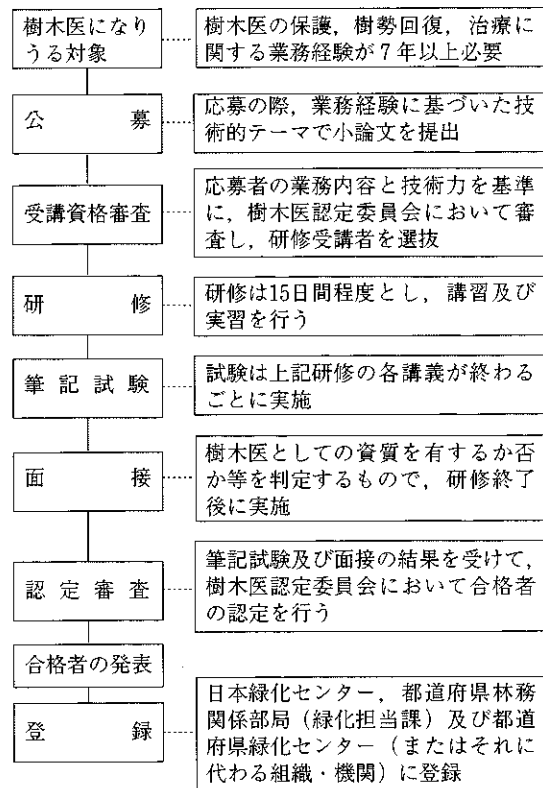 樹木医になり
うる対象
樹木医の保護，樹勢回復，治療に
関する業務経験が7年以上必要
公募
応募の際，業務経験に基づいた技
術的テーマで小論文を提出
受講資格審査
応募者の業務内容と技術力を基準
に，樹木医認定委員会において審
査し，研修受講者を選抜
研修
研修は15日間程度とし，講習及び
実習を行う
筆記試験
試験は上記研修の各講義が終わる
ごとに実施
面接
樹木医としての資質を有するか否
か等を判定するもので，研修終了
後に実施
認定審査
筆記試験及び面接の結果を受けて，
樹木医認定委員会において合格者
の認定を行う
合格者の発表
登録
日本緑化センター，都道府県林務
関係部局（緑化担当課）及び都道
府県緑化センター（またはそれに
代わる組織・機関）に登録